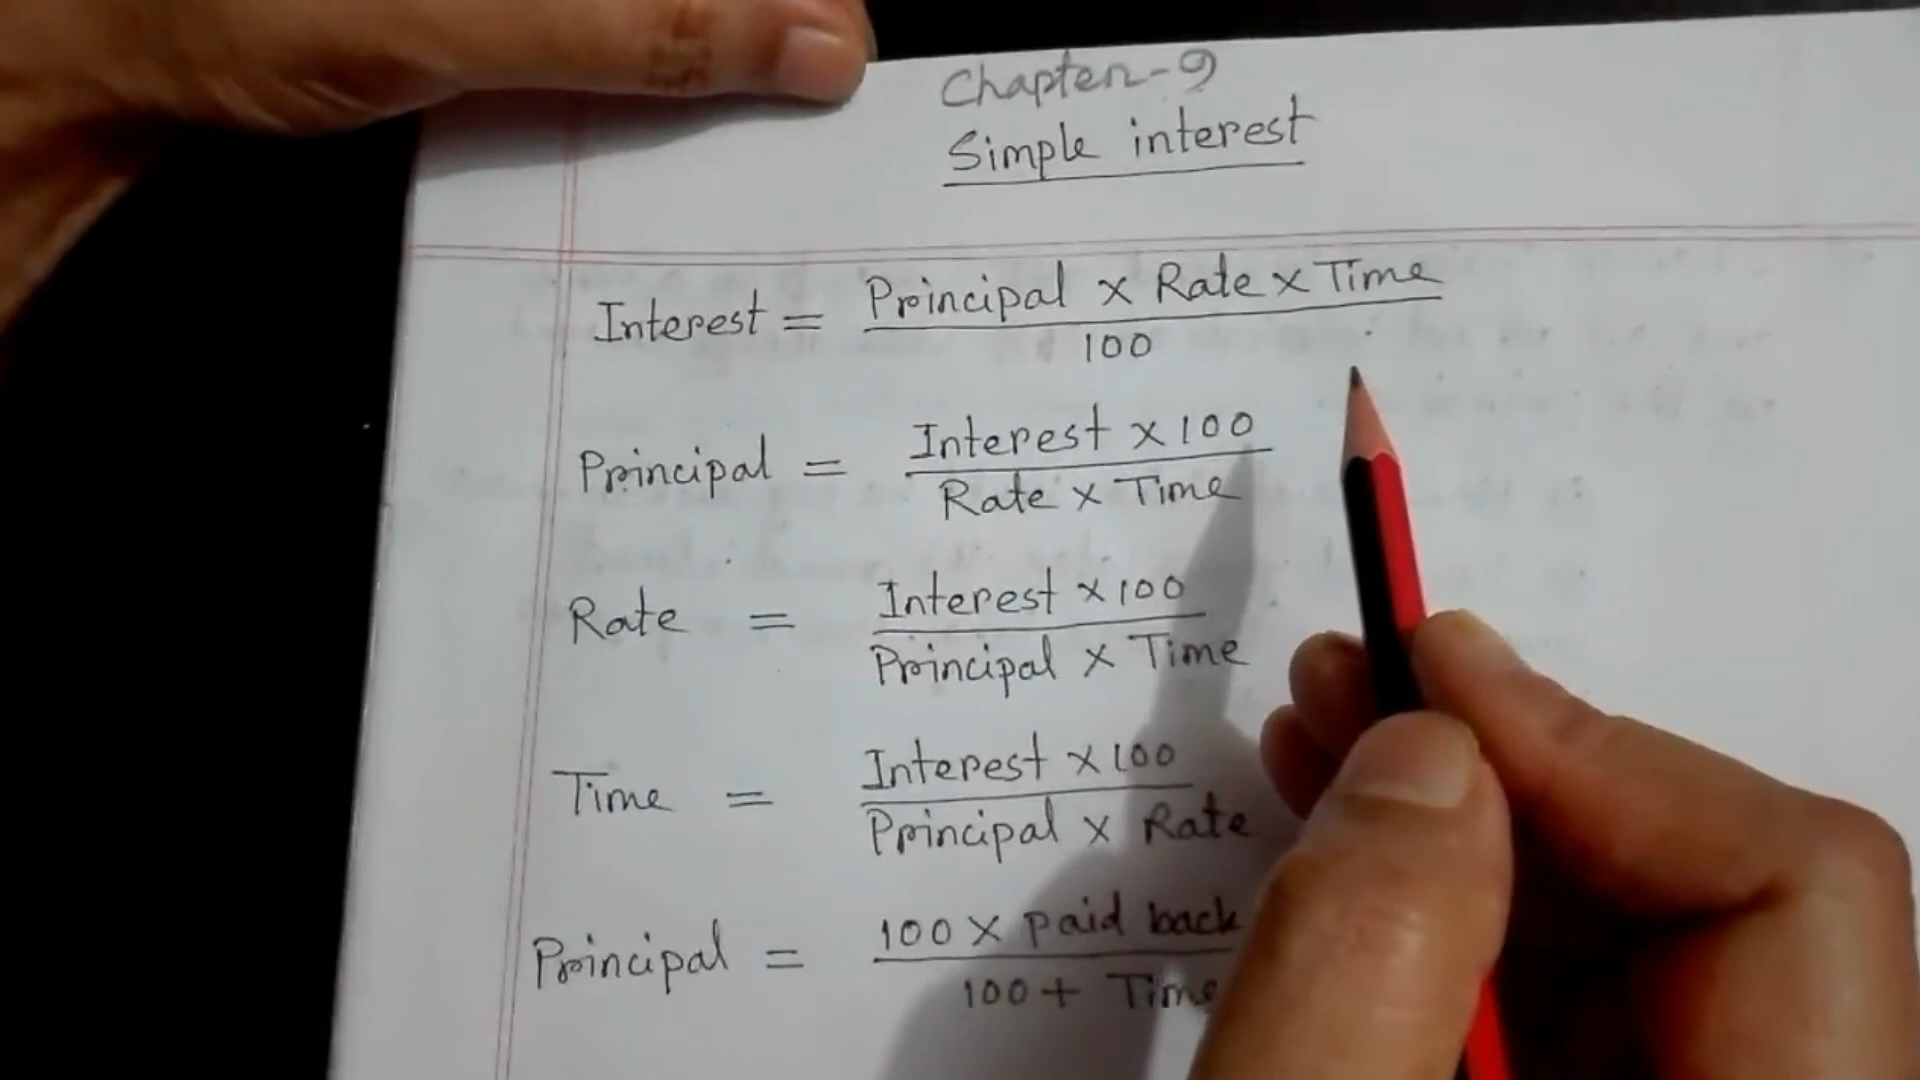 Chapter-9
Simple interest
Interest = Principal x Rate x Time
100
Principal = Interest x 100
Rate x Time
Rate = Interest x 100
Principal x Time
Time = Interest x 100
Principal x Rate
Principal = 100 x paid back
100 + Time